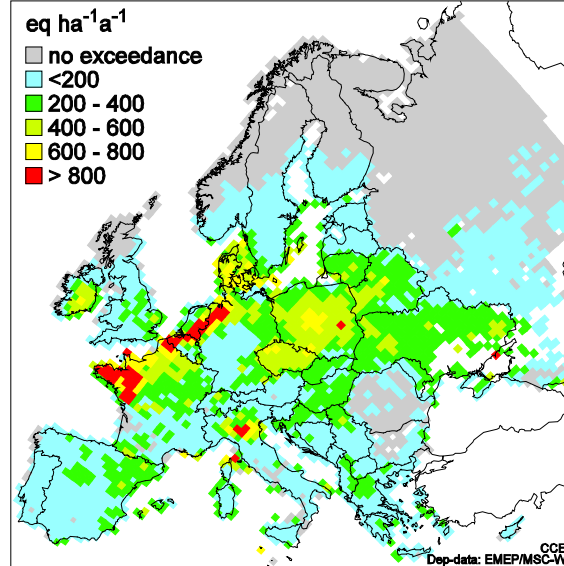 eq ha⁻¹a⁻¹
no exceedance
<200
200 - 400
400 - 600
600 - 800
> 800
CCE
Dep-data: EMEP/MSC-W